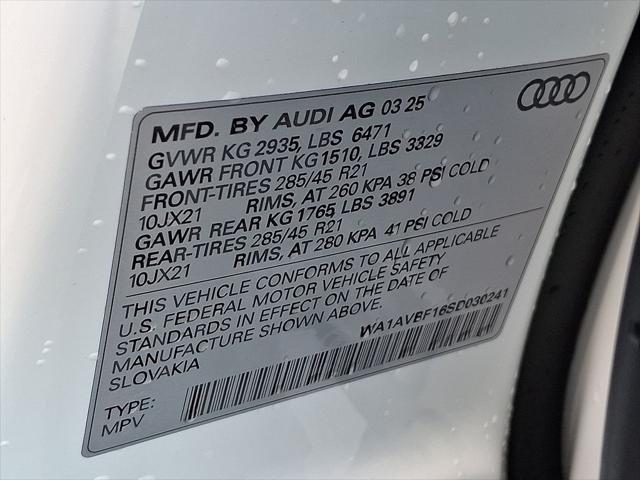 MFD. BY AUDI AG 03 25
GVWR KG 2935, LBS 6471
GAWR FRONT KG 1510, LBS 3329
FRONT-TIRES 285/45 R21
10JX21 RIMS, AT 260 KPA 38 PSI COLD
GAWR REAR KG 1765, LBS 3891
REAR-TIRES 285/45 R21
10JX21 RIMS, AT 280 KPA 41 PSI COLD
THIS VEHICLE CONFORMS TO ALL APPLICABLE
U.S. FEDERAL MOTOR VEHICLE SAFETY
STANDARDS IN EFFECT ON THE DATE OF
MANUFACTURE SHOWN ABOVE.
SLOVAKIA
WA1AVBF16SD030241
TYPE:
MPV